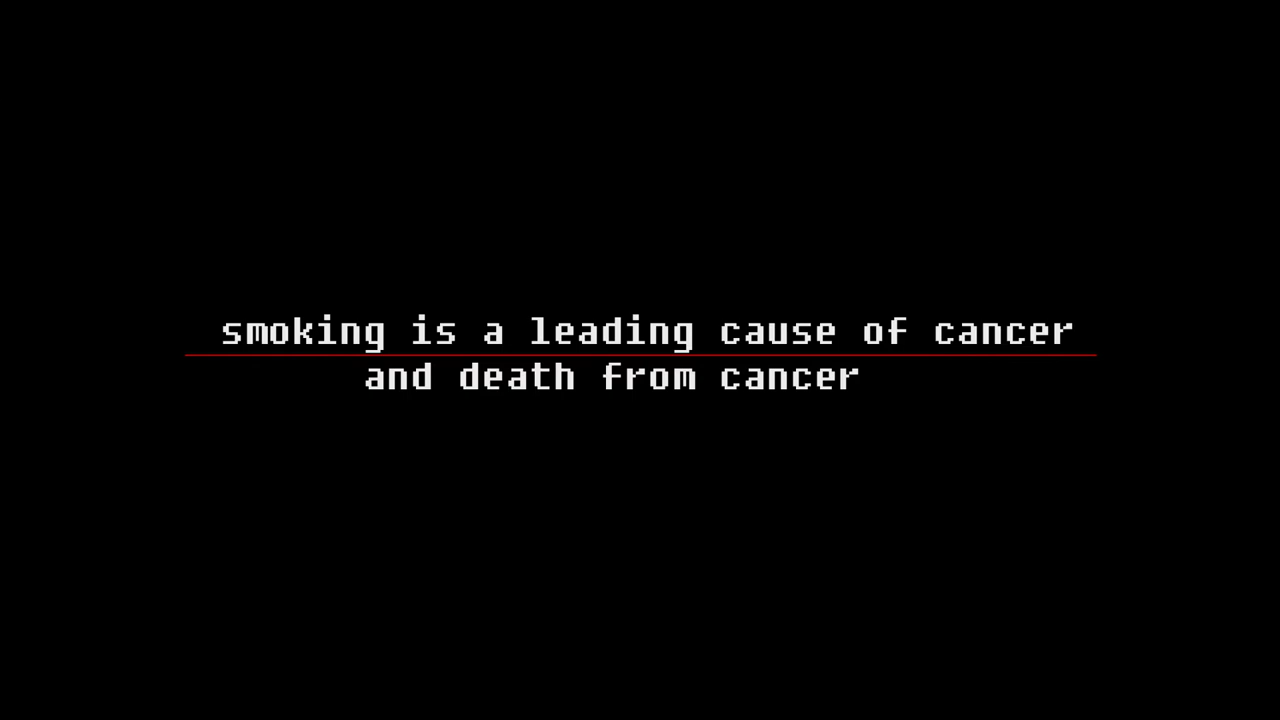 smoking is a leading cause of cancer
and death from cancer